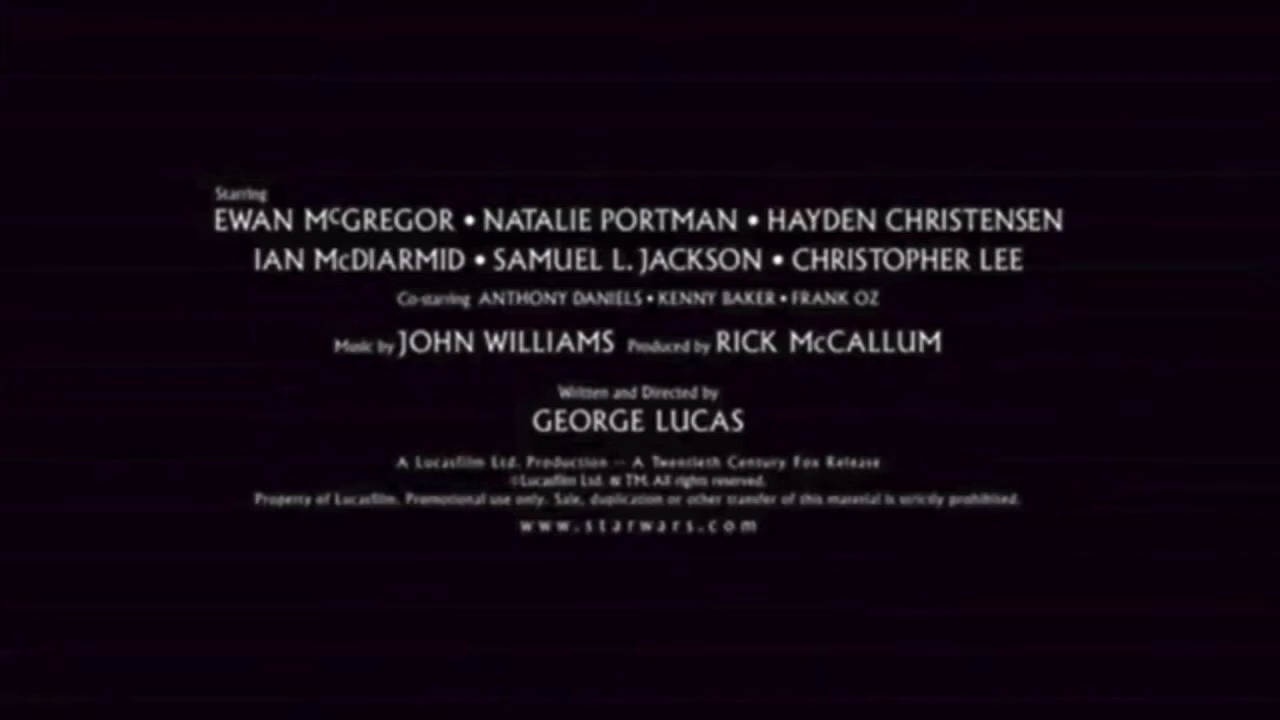 Starring
EWAN McGREGOR • NATALIE PORTMAN • HAYDEN CHRISTENSEN
IAN McDIARMID • SAMUEL L. JACKSON • CHRISTOPHER LEE
Co-starring ANTHONY DANIELS • KENNY BAKER • FRANK OZ
Music by JOHN WILLIAMS Produced by RICK McCALLUM
Written and Directed by
GEORGE LUCAS
A Lucasfilm Ltd. Production — A Twentieth Century Fox Release
©Lucasfilm Ltd. & TM. All rights reserved.
Property of Lucasfilm. Promotional use only. Sale, duplication or other transfer of this material is strictly prohibited.
www.starwars.com